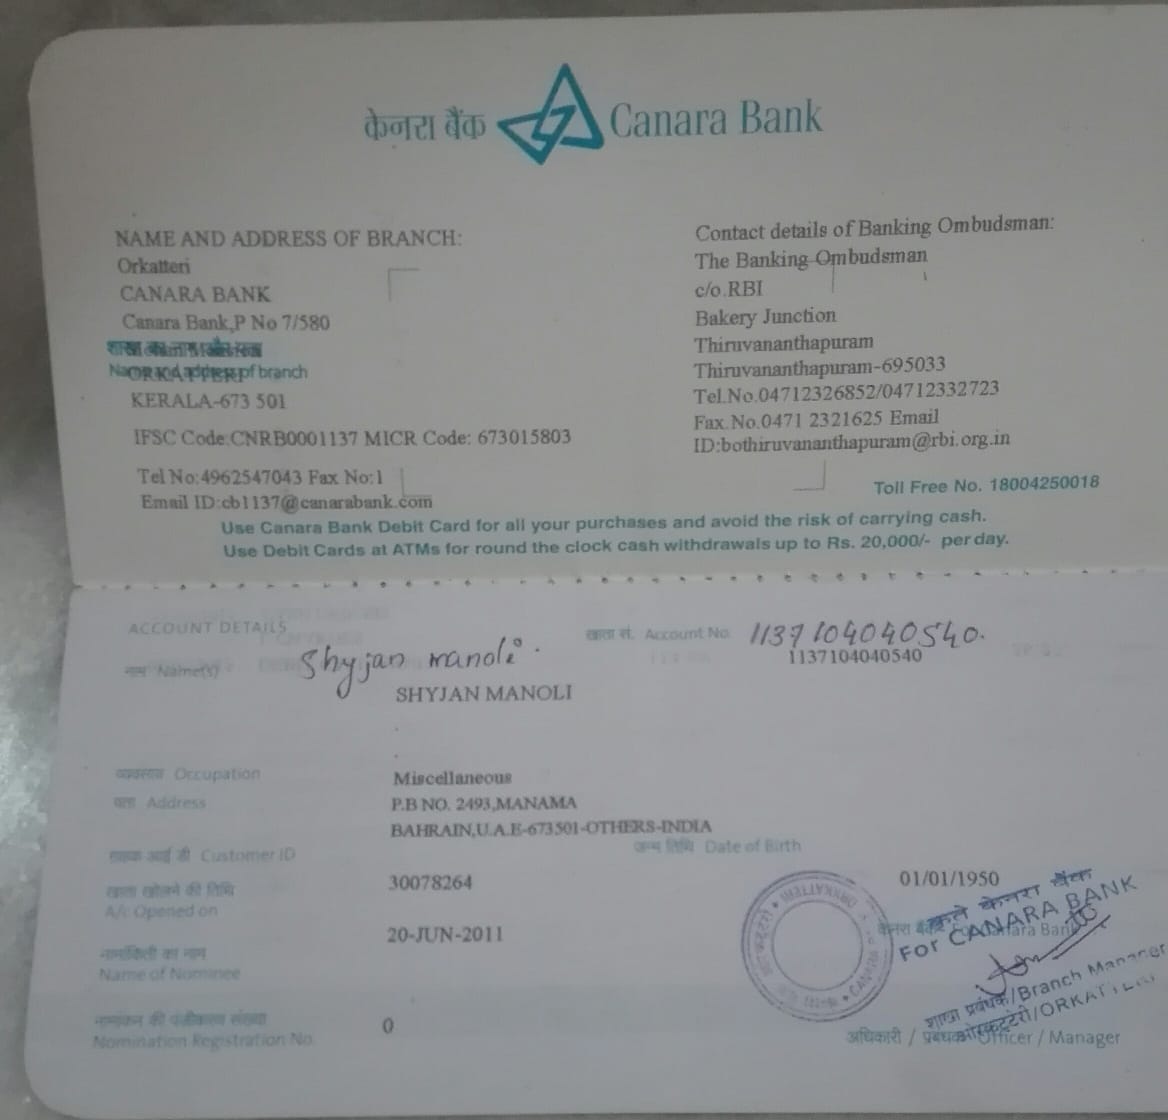 केनरा बैंक Canara Bank
NAME AND ADDRESS OF BRANCH:
Orkatteri
CANARA BANK
Canara Bank,P No 7/580
शाखा का नाम और पता
Name and address of branch
ORKATTERI
KERALA-673 501
IFSC Code:CNRB0001137 MICR Code: 673015803
Tel No:4962547043 Fax No:1
Email ID:cb1137@canarabank.com
Contact details of Banking Ombudsman:
The Banking Ombudsman
c/o.RBI
Bakery Junction
Thiruvananthapuram
Thiruvananthapuram-695033
Tel.No.04712326852/04712332723
Fax.No.0471 2321625 Email
ID:bothiruvananthapuram@rbi.org.in
Toll Free No. 18004250018
Use Canara Bank Debit Card for all your purchases and avoid the risk of carrying cash.
Use Debit Cards at ATMs for round the clock cash withdrawals up to Rs. 20,000/- per day.
ACCOUNT DETAILS
खाता सं. Account No. 1137104040540.
1137104040540
नाम Name(s) Shyjan manoli.
SHYJAN MANOLI
व्यवसाय Occupation Miscellaneous
पता Address P.B NO. 2493,MANAMA
BAHRAIN,U.A.E-673501-OTHERS-INDIA
ग्राहक आई डी Customer ID 30078264
जन्म तिथि Date of Birth
01/01/1950
खाता खोलने की तिथि
A/c Opened on 20-JUN-2011
नामांकिती का नाम
Name of Nominee
नामांकन की पंजीकरण संख्या
Nomination Registration No. 0
कृते केनरा बैंक
For CANARA BANK
शाखा प्रबंधक/Branch Manager
ओरकट्टेरी/ORKATTERI
अधिकारी / प्रबंधक Officer / Manager